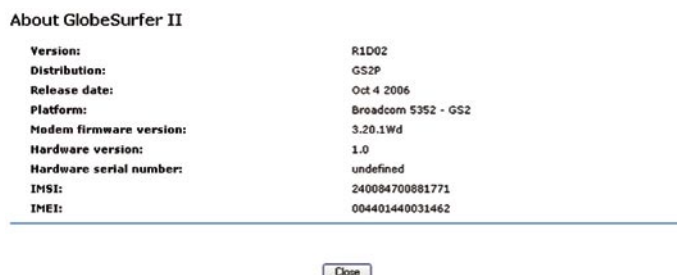 About GlobeSurfer II
Version: R1D02
Distribution: GS2P
Release date: Oct 4 2006
Platform: Broadcom 5352 - GS2
Modem firmware version: 3.20.1Wd
Hardware version: 1.0
Hardware serial number: undefined
IMSI: 240084700881771
IMEI: 004401440031462
Close